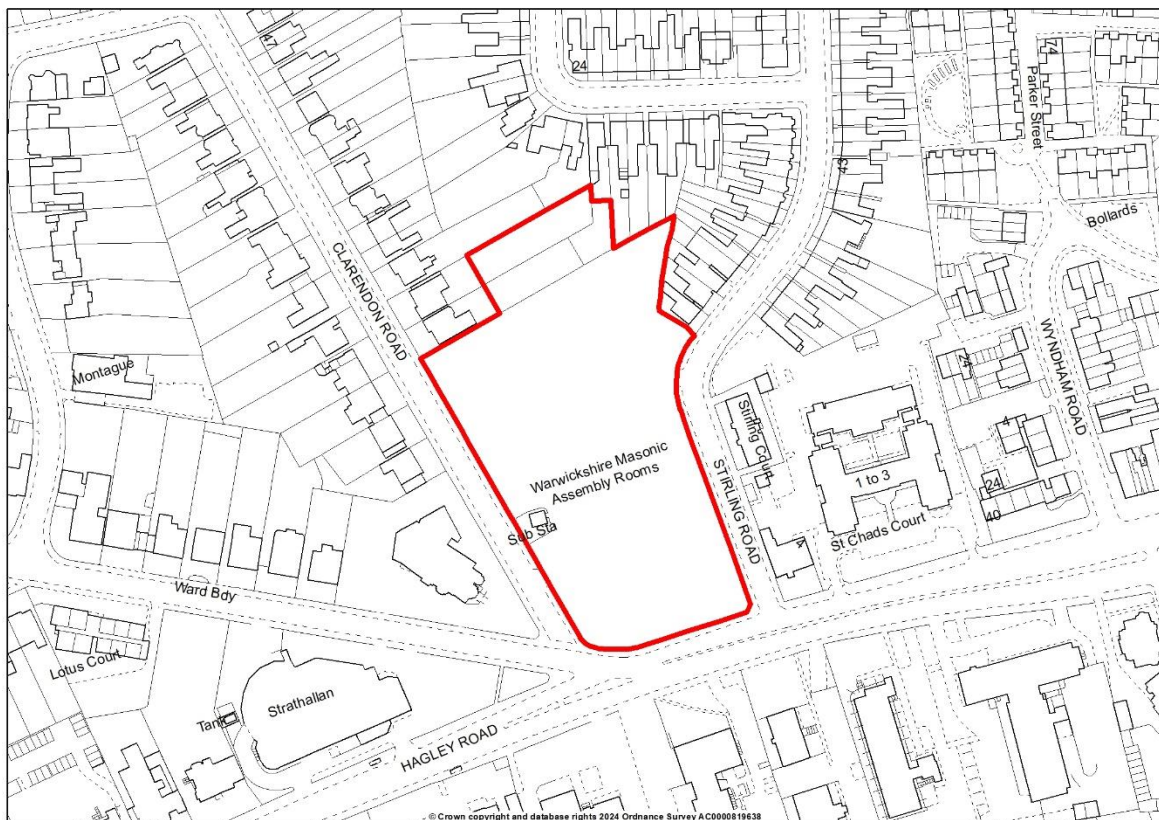 47
24
74
Parker Street
43
Bollards
CLARENDON ROAD
WYNDHAM ROAD
Montague
24
Stirling Court
4
Warwickshire Masonic
Assembly Rooms
STIRLING ROAD
1 to 3
24
40
St Chads Court
Sub Sta
4
Ward Bdy
Lotus Court
Strathallan
Tank
HAGLEY ROAD
© Crown copyright and database rights 2024 Ordnance Survey AC0000819638